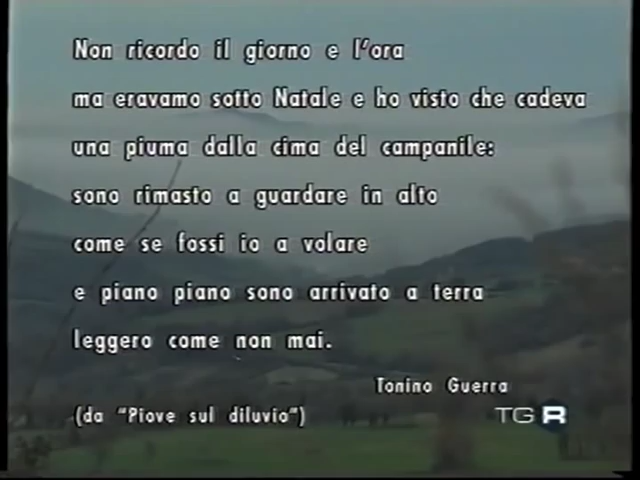 Non ricordo il giorno e l'ora
ma eravamo sotto Natale e ho visto che cadeva
una piuma dalla cima del campanile:
sono rimasto a guardare in alto
come se fossi io a volare
e piano piano sono arrivato a terra
leggero come non mai.
Tonino Guerra
(da "Piove sul diluvio")
TGR